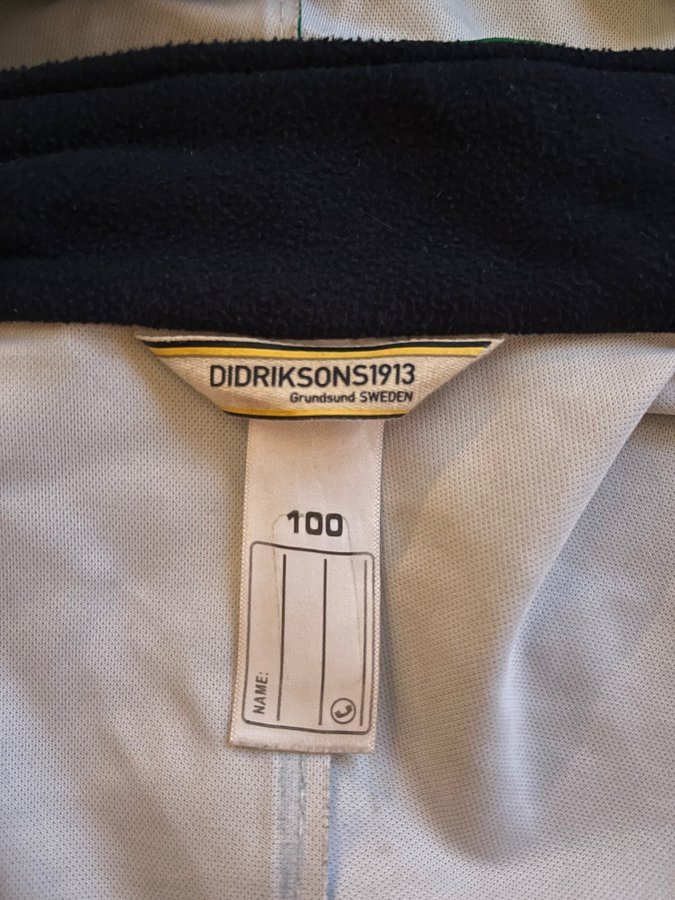 DIDRIKSONS1913
Grundsund SWEDEN
100
NAME: